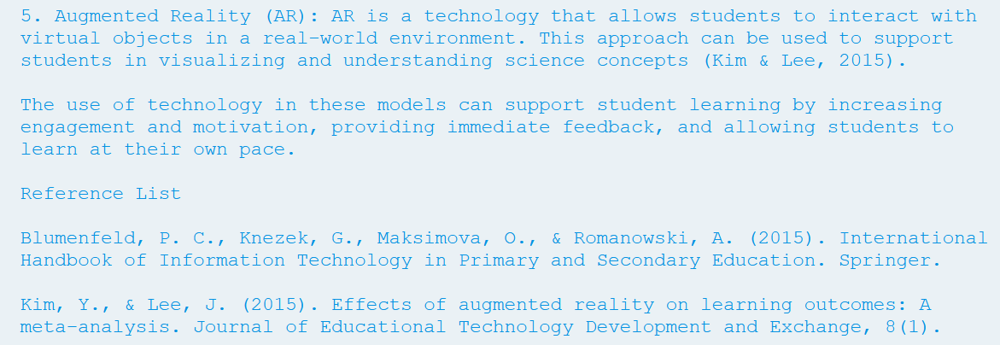 5. Augmented Reality (AR): AR is a technology that allows students to interact with
virtual objects in a real-world environment. This approach can be used to support
students in visualizing and understanding science concepts (Kim & Lee, 2015).
The use of technology in these models can support student learning by increasing
engagement and motivation, providing immediate feedback, and allowing students to
learn at their own pace.
Reference List
Blumenfeld, P. C., Knezek, G., Maksimova, O., & Romanowski, A. (2015). International
Handbook of Information Technology in Primary and Secondary Education. Springer.
Kim, Y., & Lee, J. (2015). Effects of augmented reality on learning outcomes: A
meta-analysis. Journal of Educational Technology Development and Exchange, 8(1).